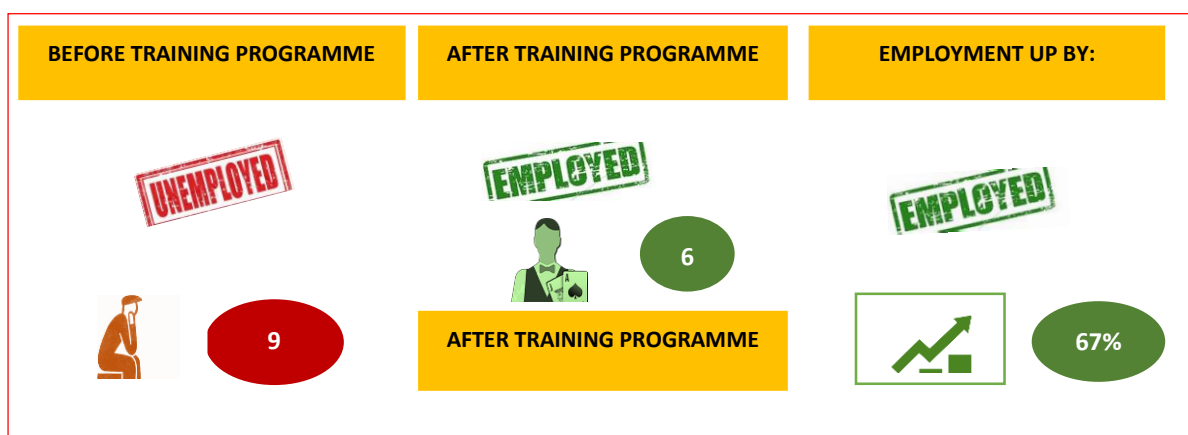 BEFORE TRAINING PROGRAMME
AFTER TRAINING PROGRAMME
EMPLOYMENT UP BY:
UNEMPLOYED
EMPLOYED
EMPLOYED
6
A
9
AFTER TRAINING PROGRAMME
67%